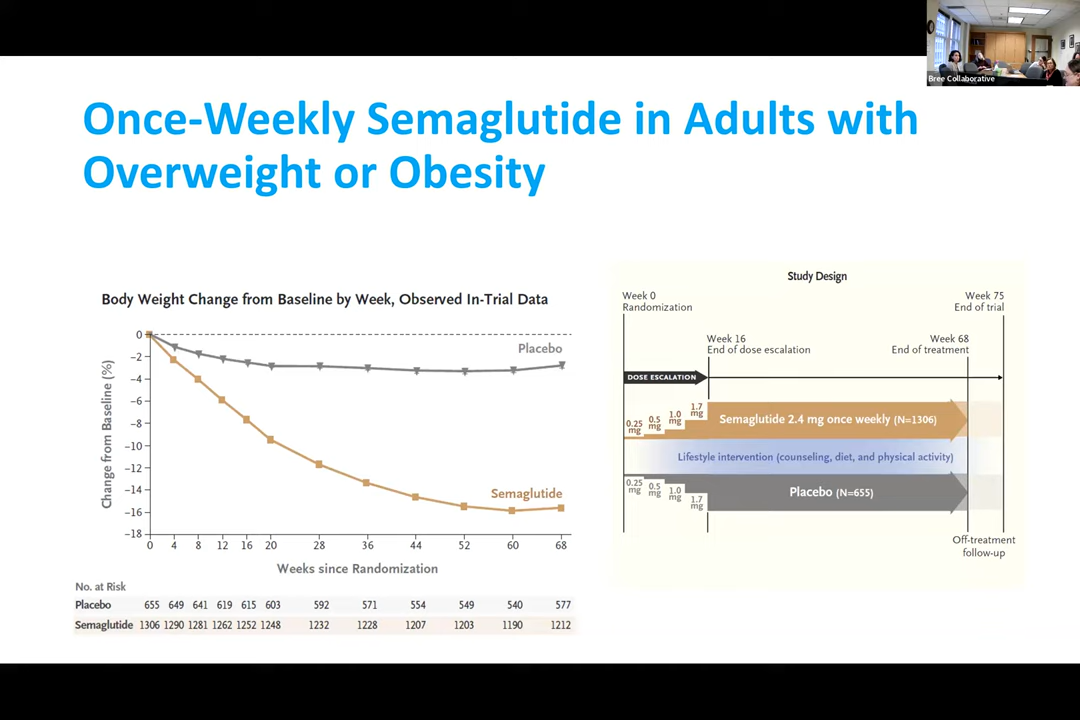 Bree Collaborative
Once-Weekly Semaglutide in Adults with
Overweight or Obesity
Body Weight Change from Baseline by Week, Observed In-Trial Data
Change from Baseline (%)
0
−2
−4
−6
−8
−10
−12
−14
−16
−18
Placebo
Semaglutide
0 4 8 12 16 20 28 36 44 52 60 68
Weeks since Randomization
No. at Risk
Placebo 655 649 641 619 615 603 592 571 554 549 540 577
Semaglutide 1306 1290 1281 1262 1252 1248 1232 1228 1207 1203 1190 1212
Study Design
Week 0
Randomization
Week 75
End of trial
Week 16
End of dose escalation
Week 68
End of treatment
DOSE ESCALATION
0.25 mg
0.5 mg
1.0 mg
1.7 mg
Semaglutide 2.4 mg once weekly (N=1306)
Lifestyle intervention (counseling, diet, and physical activity)
0.25 mg
0.5 mg
1.0 mg
1.7 mg
Placebo (N=655)
Off-treatment
follow-up